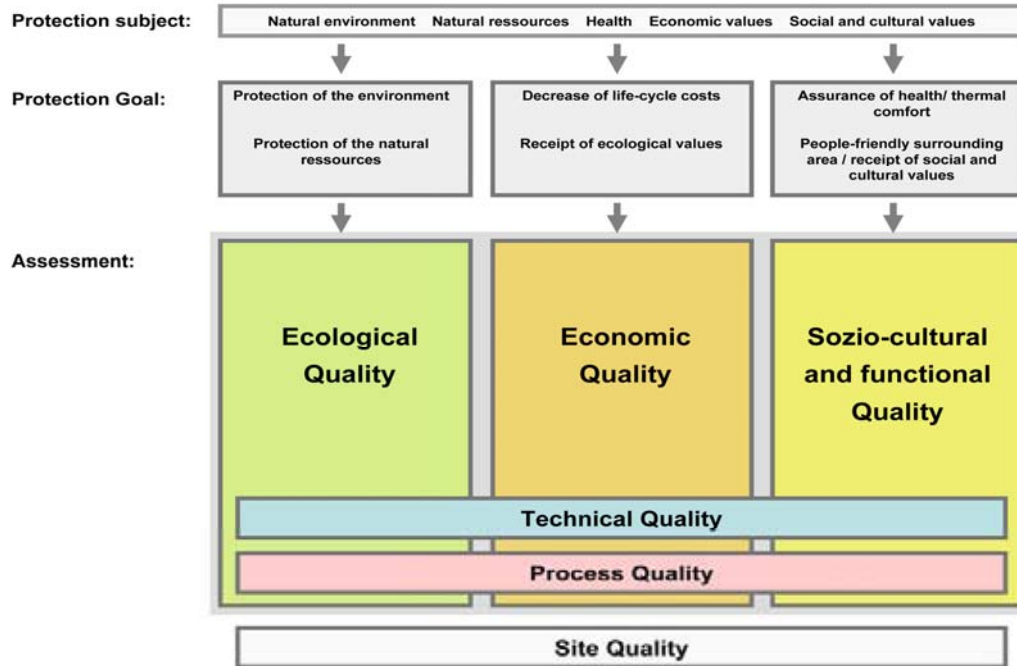 Protection subject:
Natural environment Natural ressources Health Economic values Social and cultural values
Protection Goal:
Protection of the environment
Protection of the natural
ressources
Decrease of life-cycle costs
Receipt of ecological values
Assurance of health/ thermal
comfort
People-friendly surrounding
area / receipt of social and
cultural values
Assessment:
Ecological
Quality
Economic
Quality
Sozio-cultural
and functional
Quality
Technical Quality
Process Quality
Site Quality